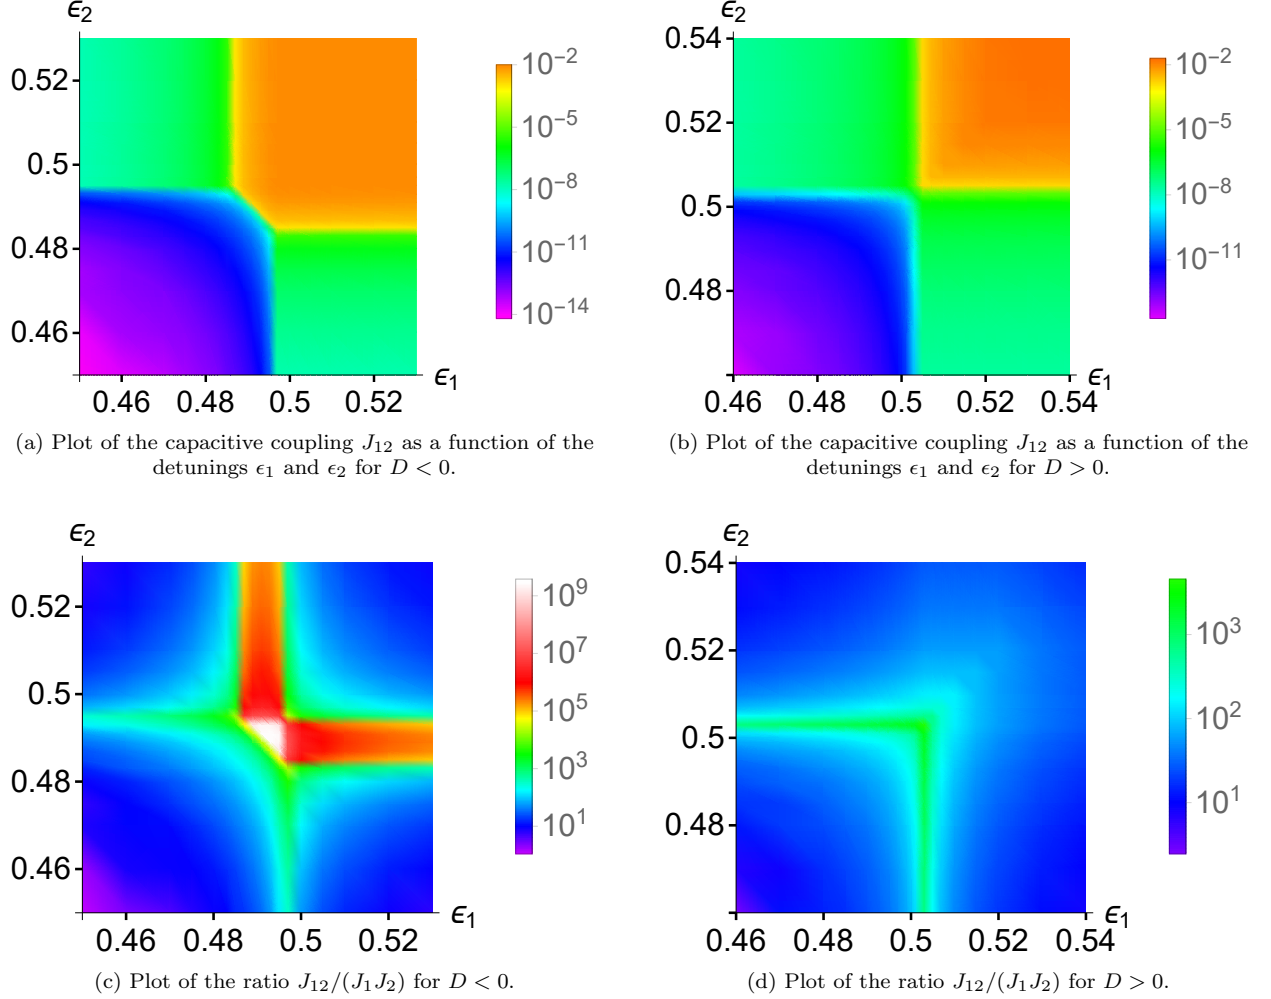 ϵ2
0.52
0.5
0.48
0.46
0.46 0.48 0.5 0.52
ϵ1
10−2
10−5
10−8
10−11
10−14
(a) Plot of the capacitive coupling J12 as a function of the
detunings ϵ1 and ϵ2 for D < 0.
ϵ2
0.54
0.52
0.5
0.48
0.46 0.48 0.5 0.52 0.54
ϵ1
10−2
10−5
10−8
10−11
(b) Plot of the capacitive coupling J12 as a function of the
detunings ϵ1 and ϵ2 for D > 0.
ϵ2
0.52
0.5
0.48
0.46
0.46 0.48 0.5 0.52
ϵ1
109
107
105
103
101
(c) Plot of the ratio J12/(J1J2) for D < 0.
ϵ2
0.54
0.52
0.5
0.48
0.46 0.48 0.5 0.52 0.54
ϵ1
103
102
101
(d) Plot of the ratio J12/(J1J2) for D > 0.